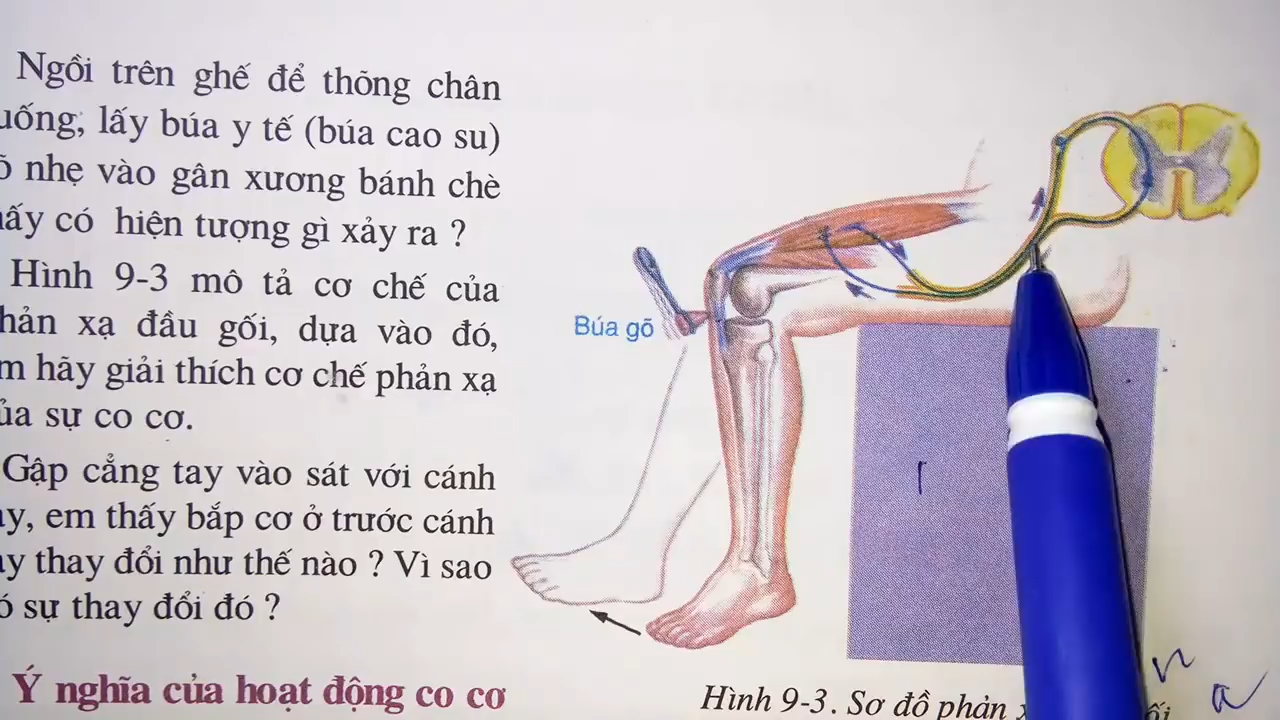 Ngồi trên ghế để thõng chân
uống, lấy búa y tế (búa cao su)
õ nhẹ vào gân xương bánh chè
ấy có hiện tượng gì xảy ra ?
Hình 9-3 mô tả cơ chế của
hản xạ đầu gối, dựa vào đó,
m hãy giải thích cơ chế phản xạ
ủa sự co cơ.
Gập cẳng tay vào sát với cánh
ay, em thấy bắp cơ ở trước cánh
ay thay đổi như thế nào ? Vì sao
ó sự thay đổi đó ?
Ý nghĩa của hoạt động co cơ
Búa gõ
Hình 9-3. Sơ đồ phản x ối